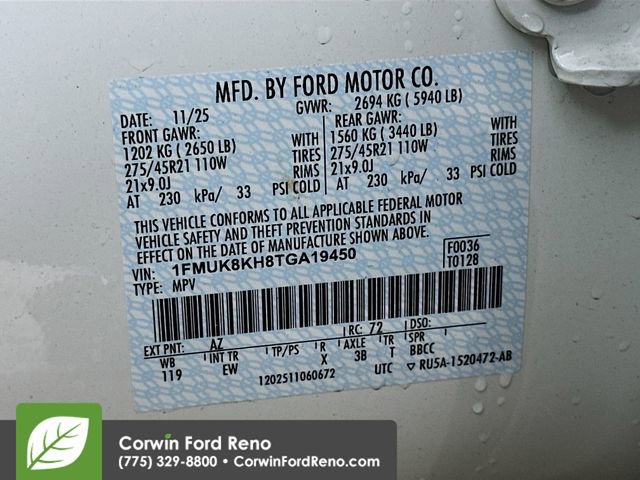 MFD. BY FORD MOTOR CO.
DATE: 11/25 GVWR: 2694 KG ( 5940 LB)
FRONT GAWR: REAR GAWR:
1202 KG ( 2650 LB) WITH 1560 KG ( 3440 LB) WITH
275/45R21 110W TIRES 275/45R21 110W TIRES
21x9.0J RIMS 21x9.0J RIMS
AT 230 kPa/ 33 PSI COLD AT 230 kPa/ 33 PSI COLD
THIS VEHICLE CONFORMS TO ALL APPLICABLE FEDERAL MOTOR
VEHICLE SAFETY AND THEFT PREVENTION STANDARDS IN
EFFECT ON THE DATE OF MANUFACTURE SHOWN ABOVE.
VIN: 1FMUK8KH8TGA19450 F0036
TYPE: MPV T0128
EXT PNT: AZ RC: 72 DSO:
WB INT TR TP/PS R AXLE TR SPR
119 EW X 3B T BBCC
1202511060672 UTC RU5A-1520472-AB
Corwin Ford Reno
(775) 329-8800 • CorwinFordReno.com